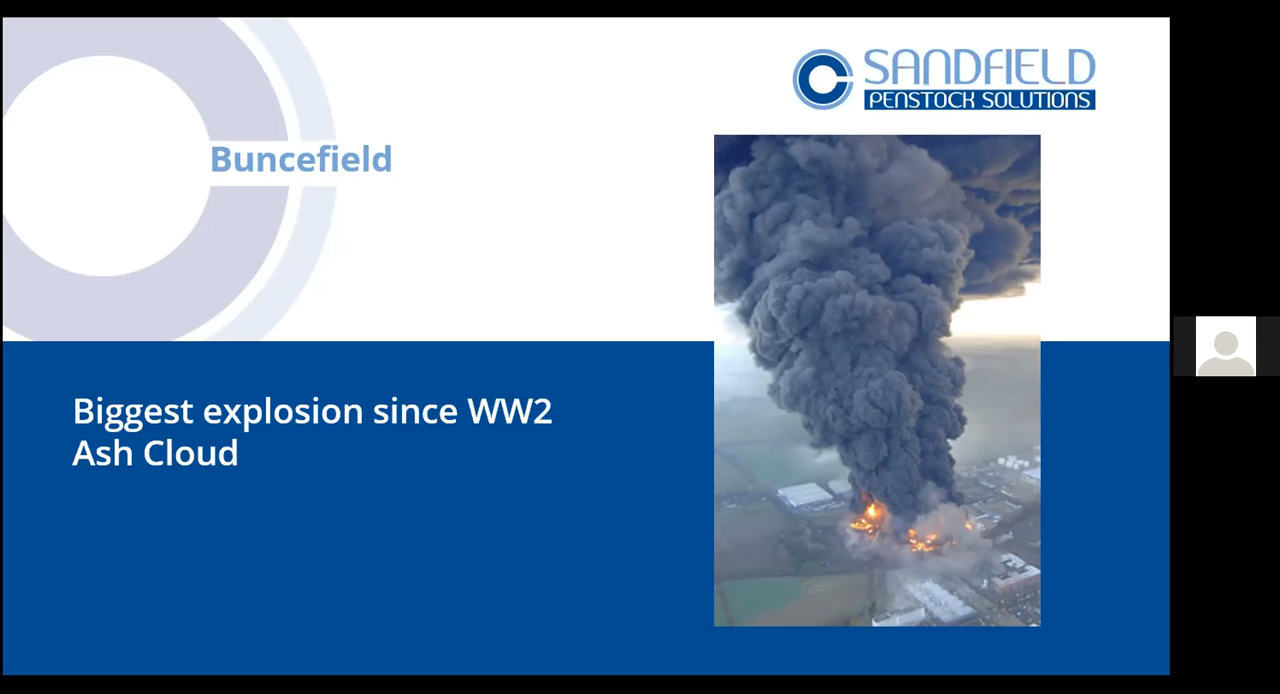 SANDFIELD
PENSTOCK SOLUTIONS
Buncefield
Biggest explosion since WW2
Ash Cloud